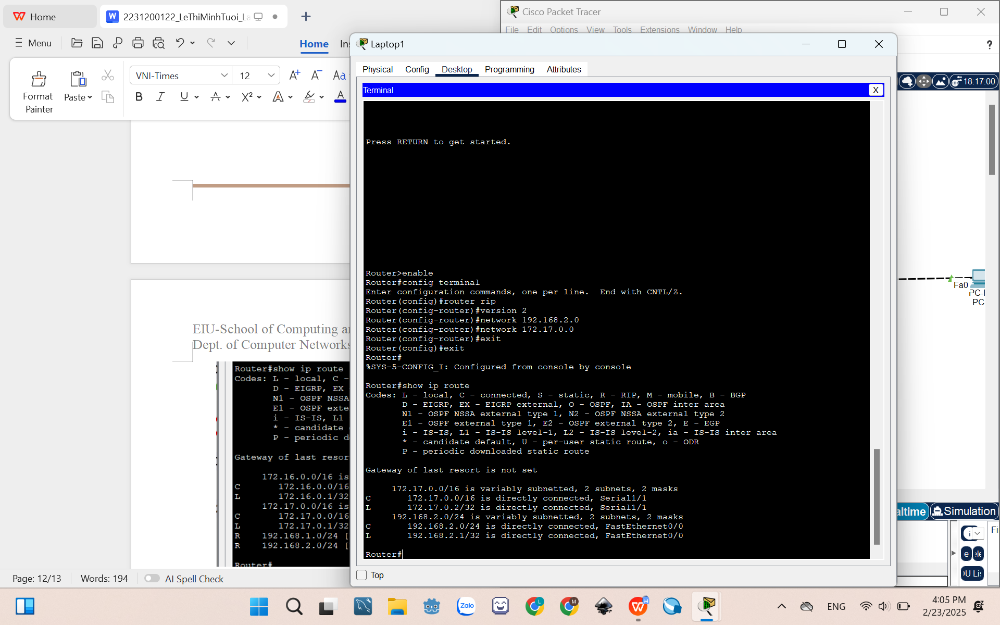 Home
2231200122_LeThiMinhTuoi_La
Cisco Packet Tracer
File Edit Options View Tools Extensions Window Help
Menu
Home
Laptop1
Physical Config Desktop Programming Attributes
VNI-Times
12
Format
Painter
Paste
18:17:00
Terminal
X
Press RETURN to get started.
Router>enable
Router#config terminal
Enter configuration commands, one per line.  End with CNTL/Z.
Router(config)#router rip
Router(config-router)#version 2
Router(config-router)#network 192.168.2.0
Router(config-router)#network 172.17.0.0
Router(config-router)#exit
Router(config)#exit
Router#
%SYS-5-CONFIG_I: Configured from console by console
Router#show ip route
Codes: L - local, C - connected, S - static, R - RIP, M - mobile, B - BGP
D - EIGRP, EX - EIGRP external, O - OSPF, IA - OSPF inter area
N1 - OSPF NSSA external type 1, N2 - OSPF NSSA external type 2
E1 - OSPF external type 1, E2 - OSPF external type 2, E - EGP
i - IS-IS, L1 - IS-IS level-1, L2 - IS-IS level-2, ia - IS-IS inter area
* - candidate default, U - per-user static route, o - ODR
P - periodic downloaded static route
Gateway of last resort is not set
172.17.0.0/16 is variably subnetted, 2 subnets, 2 masks
C 172.17.0.0/16 is directly connected, Serial1/1
L 172.17.0.2/32 is directly connected, Serial1/1
192.168.2.0/24 is variably subnetted, 2 subnets, 2 masks
C 192.168.2.0/24 is directly connected, FastEthernet0/0
L 192.168.2.1/32 is directly connected, FastEthernet0/0
Router#
Top
EIU-School of Computing a
Dept. of Computer Networks
Router#show ip route
Codes: L - local, C -
D - EIGRP, EX
N1 - OSPF NSSA
E1 - OSPF exte
i - IS-IS, L1
* - candidate
P - periodic d
Gateway of last resor
172.16.0.0/16 is
C 172.16.0.0/16
L 172.16.0.1/32
172.17.0.0/16 is
C 172.17.0.0/16
L 172.17.0.1/32
R 192.168.1.0/24 [
R 192.168.2.0/24 [
Router#
Fa0
PC
altime
Simulation
Page: 12/13 Words: 194 AI Spell Check
Zalo
ENG
4:05 PM
2/23/2025